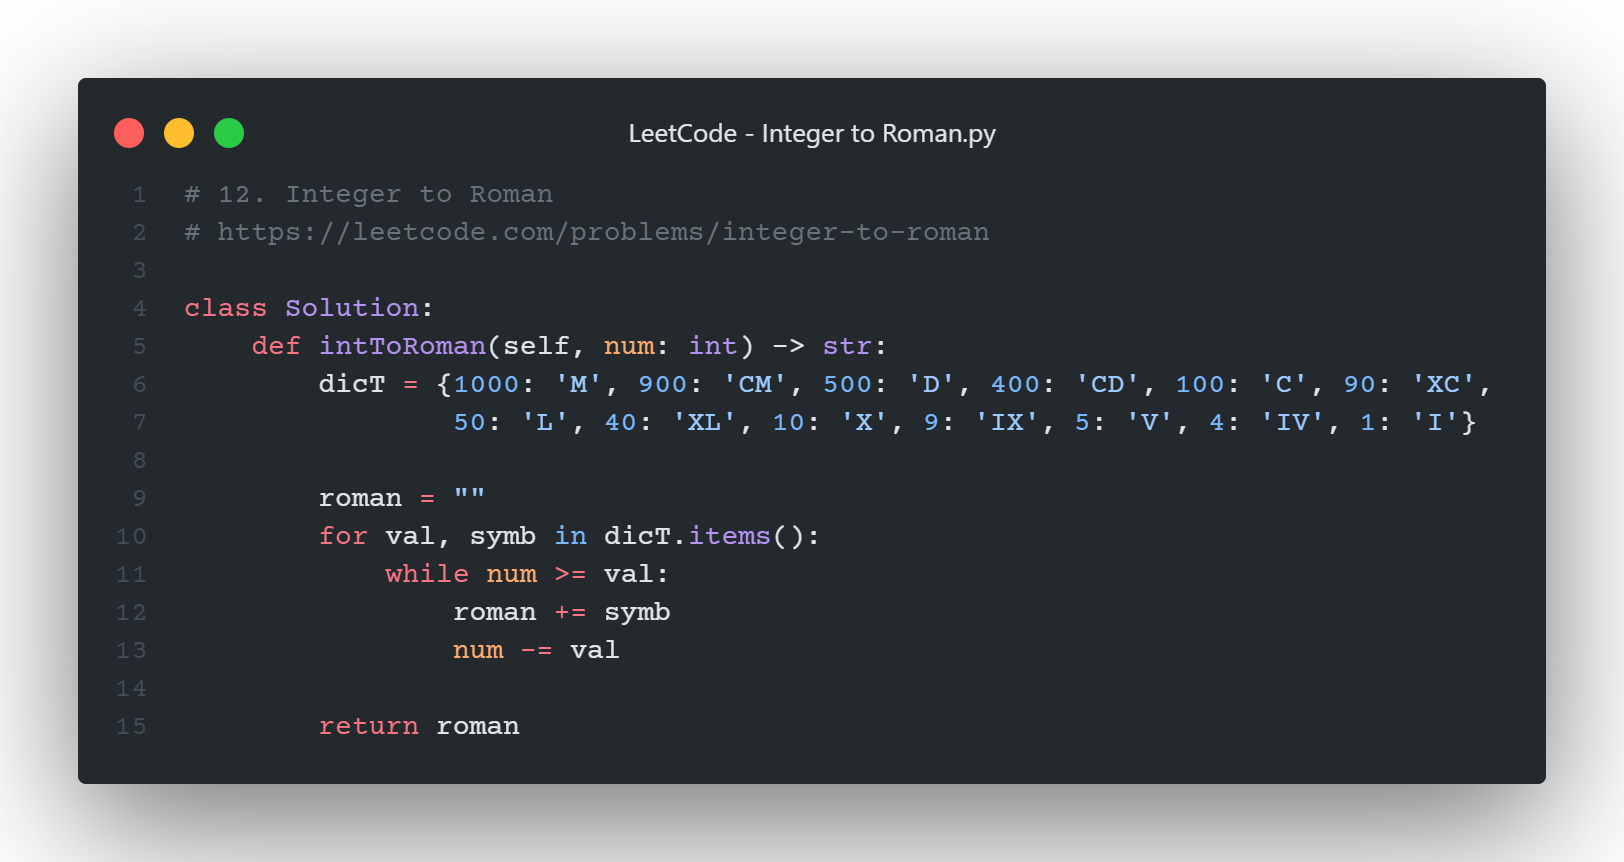 LeetCode - Integer to Roman.py
1 # 12. Integer to Roman
2 # https://leetcode.com/problems/integer-to-roman
3
4 class Solution:
5     def intToRoman(self, num: int) -> str:
6         dicT = {1000: 'M', 900: 'CM', 500: 'D', 400: 'CD', 100: 'C', 90: 'XC',
7                 50: 'L', 40: 'XL', 10: 'X', 9: 'IX', 5: 'V', 4: 'IV', 1: 'I'}
8
9         roman = ""
10         for val, symb in dicT.items():
11             while num >= val:
12                 roman += symb
13                 num -= val
14
15         return roman